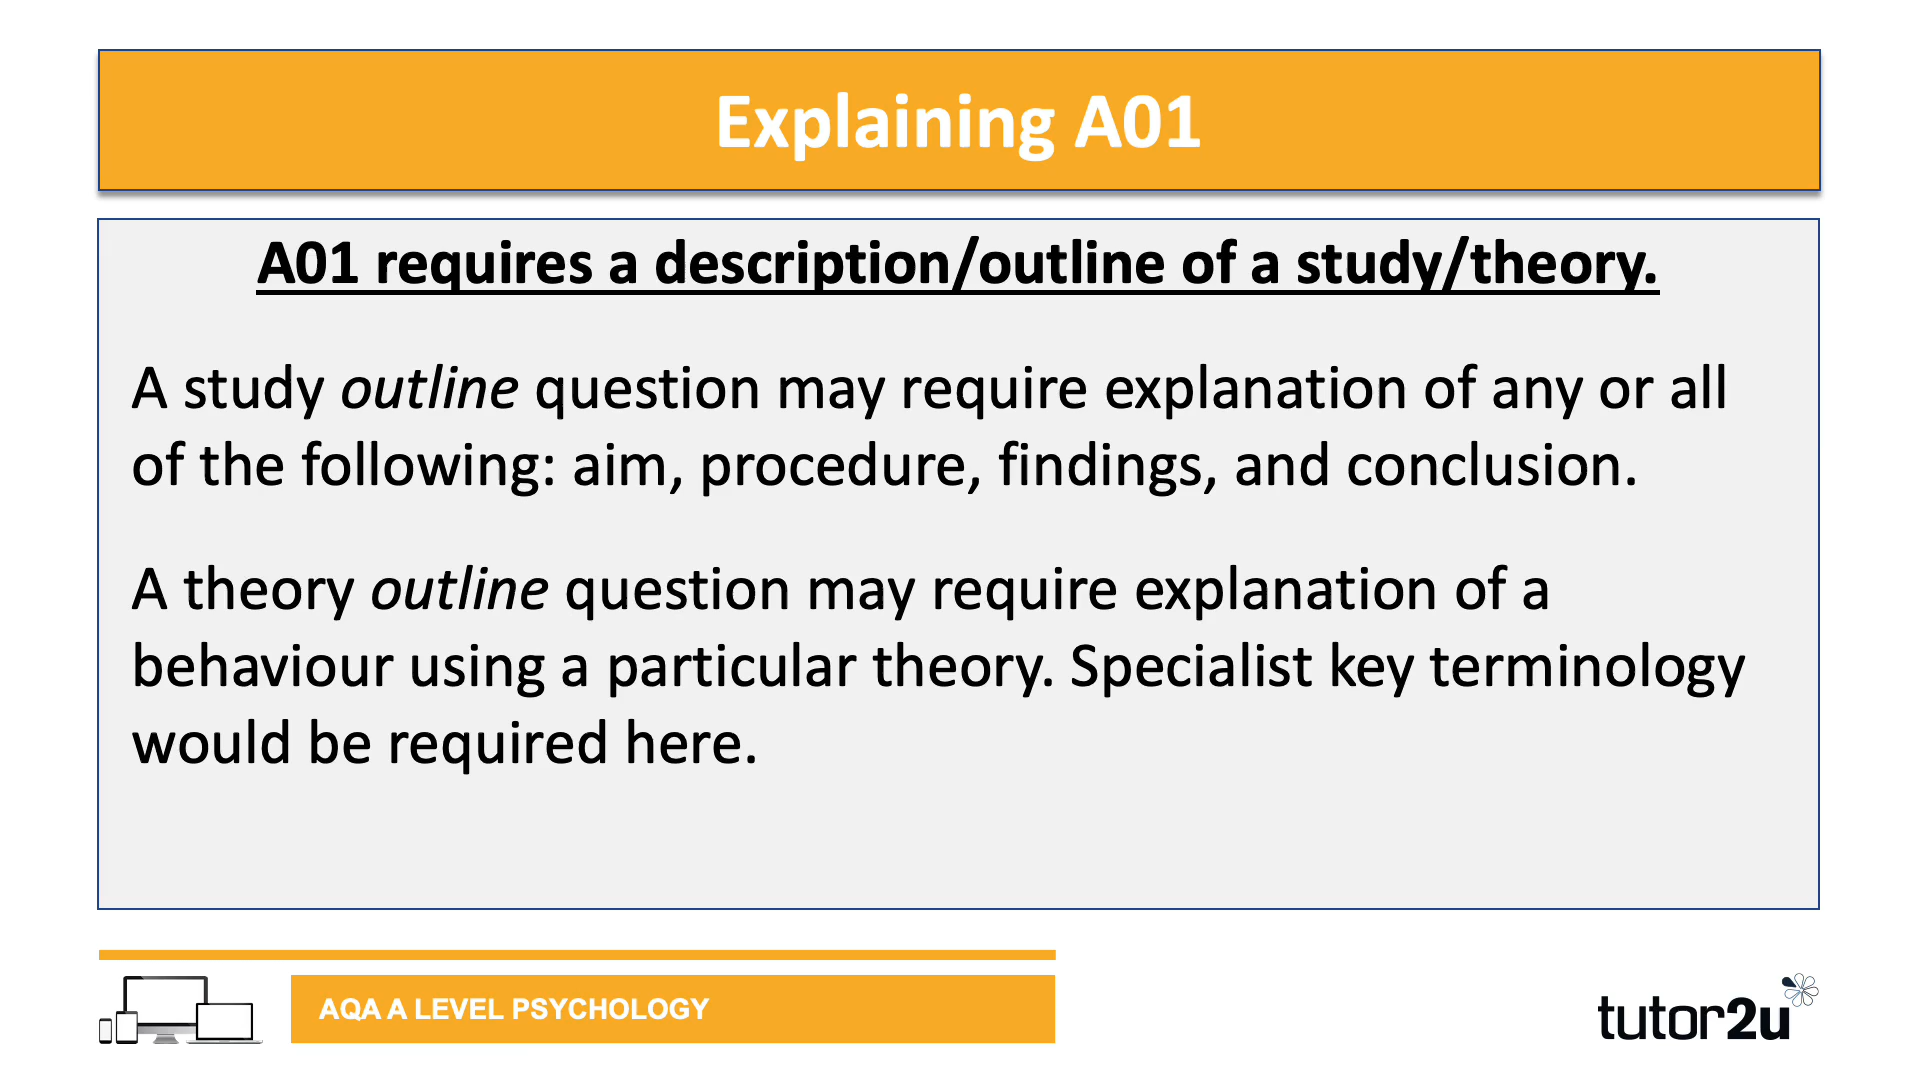 Explaining A01
A01 requires a description/outline of a study/theory.
A study outline question may require explanation of any or all
of the following: aim, procedure, findings, and conclusion.
A theory outline question may require explanation of a
behaviour using a particular theory. Specialist key terminology
would be required here.
AQA A LEVEL PSYCHOLOGY
tutor2u